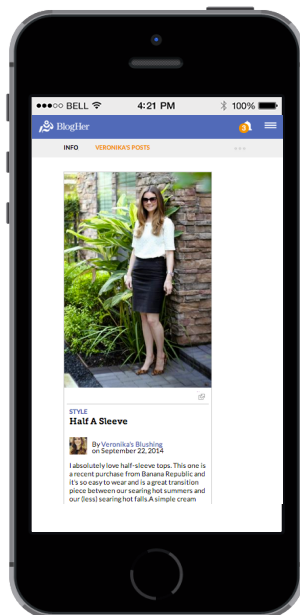 BELL 4:21 PM 100%
BlogHer 3
INFO VERONIKA'S POSTS
STYLE
Half A Sleeve
By Veronika's Blushing
on September 22, 2014
I absolutely love half-sleeve tops. This one is
a recent purchase from Banana Republic and
it's so easy to wear and is a great transition
piece between our searing hot summers and
our (less) searing hot falls.A simple cream